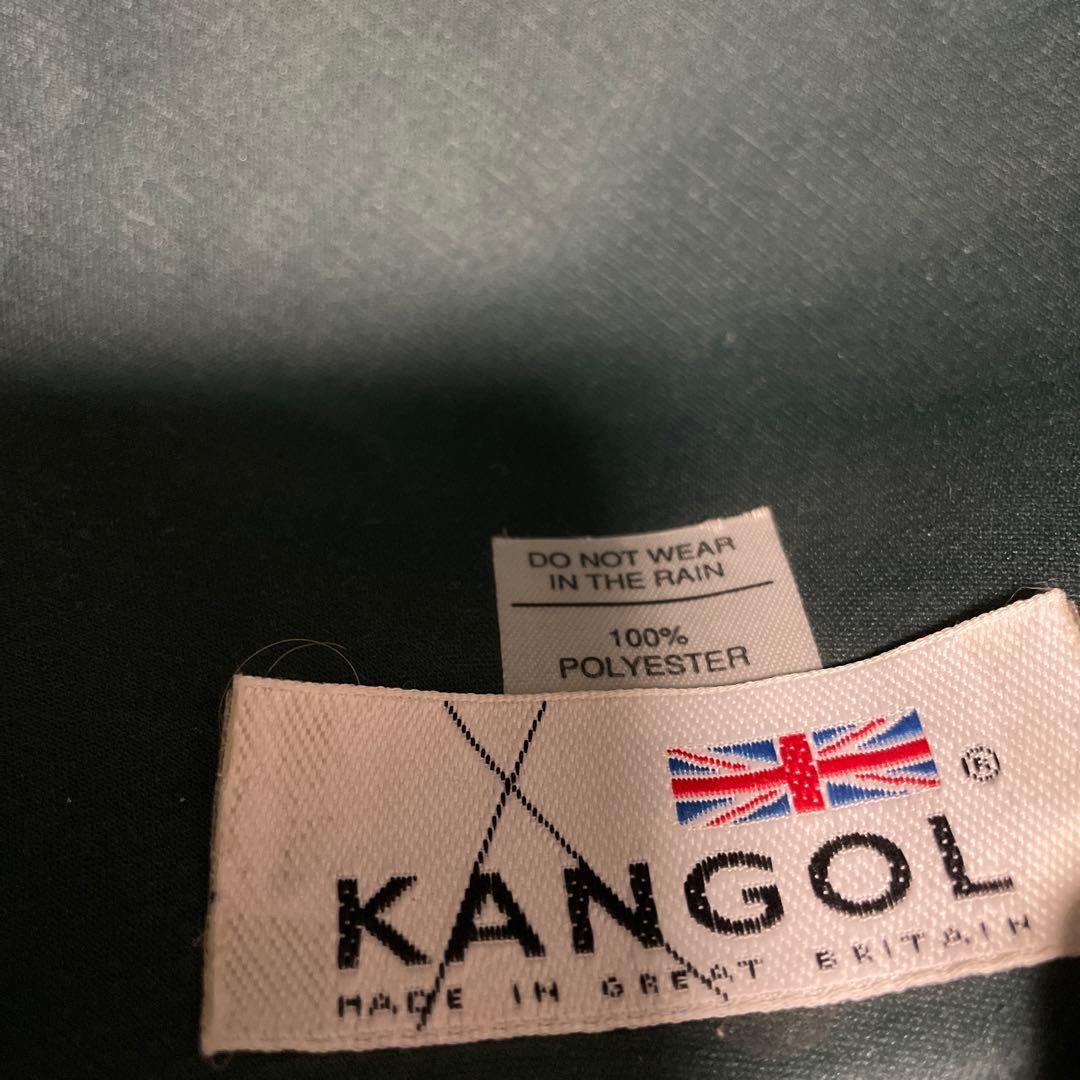 DO NOT WEAR
IN THE RAIN
100%
POLYESTER
®
KANGOL
MADE IN GREAT BRITAIN